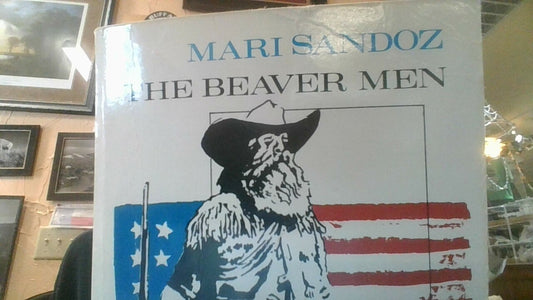 MARI SANDOZ
THE BEAVER MEN